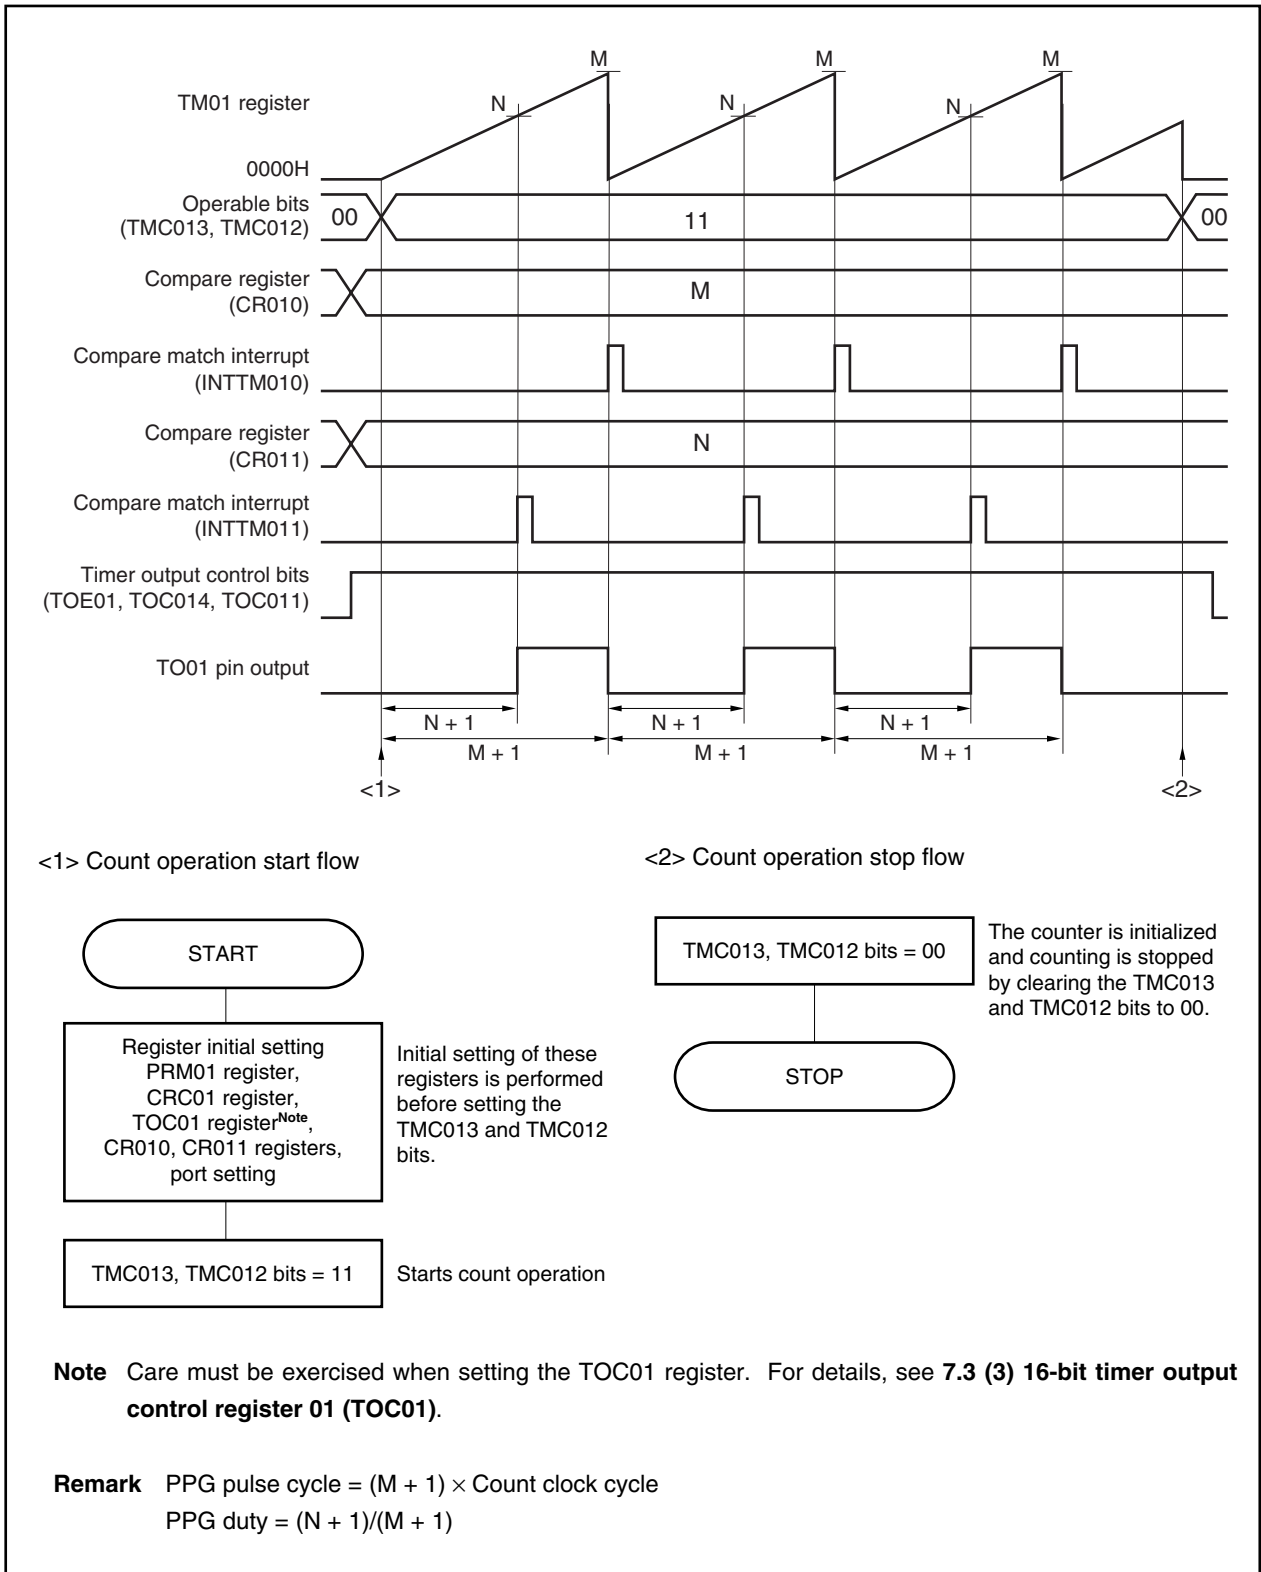 M
M
M
TM01 register
N
N
N
0000H
Operable bits
(TMC013, TMC012)
00
11
00
Compare register
(CR010)
M
Compare match interrupt
(INTTM010)
Compare register
(CR011)
N
Compare match interrupt
(INTTM011)
Timer output control bits
(TOE01, TOC014, TOC011)
TO01 pin output
N + 1
N + 1
N + 1
M + 1
M + 1
M + 1
<1>
<2>
<1> Count operation start flow
START
Register initial setting
PRM01 register,
CRC01 register,
TOC01 registerNote,
CR010, CR011 registers,
port setting
Initial setting of these
registers is performed
before setting the
TMC013 and TMC012
bits.
TMC013, TMC012 bits = 11
Starts count operation
<2> Count operation stop flow
TMC013, TMC012 bits = 00
The counter is initialized
and counting is stopped
by clearing the TMC013
and TMC012 bits to 00.
STOP
Note Care must be exercised when setting the TOC01 register. For details, see 7.3 (3) 16-bit timer output
control register 01 (TOC01).
Remark PPG pulse cycle = (M + 1) × Count clock cycle
PPG duty = (N + 1)/(M + 1)